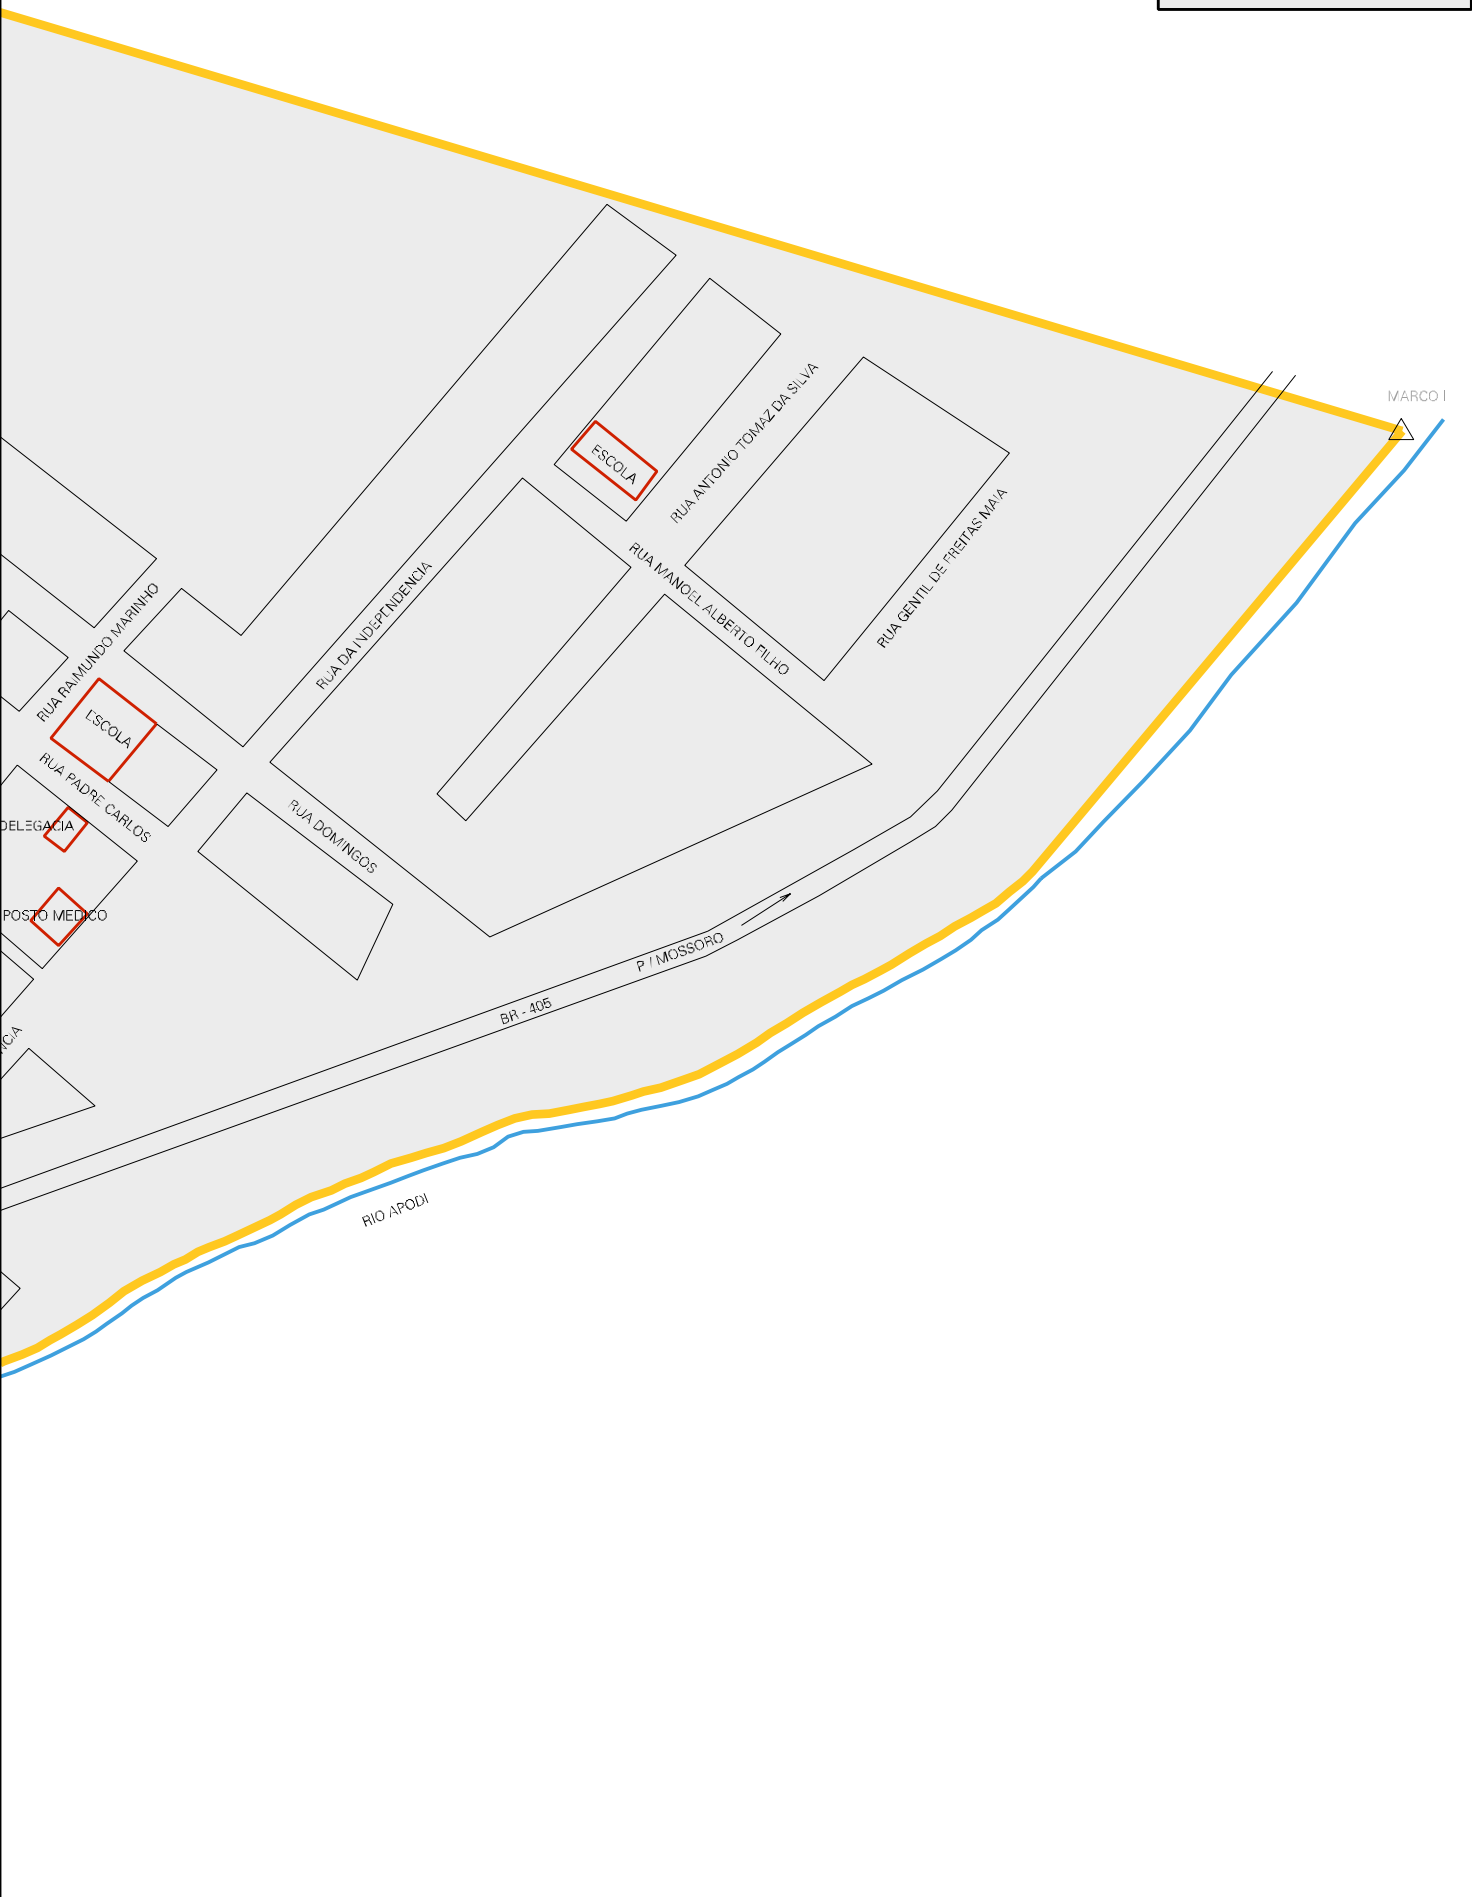 MARCO I
RUA ANTONIO TOMAZ DA SILVA
ESCOLA
RUA GENTIL DE FREITAS MAIA
RUA MANOEL ALBERTO FILHO
RUA DA INDEPENDENCIA
RUA RAIMUNDO MARINHO
ESCOLA
RUA PADRE CARLOS
DELEGACIA
RUA DOMINGOS
POSTO MEDICO
P / MOSSORO
BR - 405
NCIA
RIO APODI